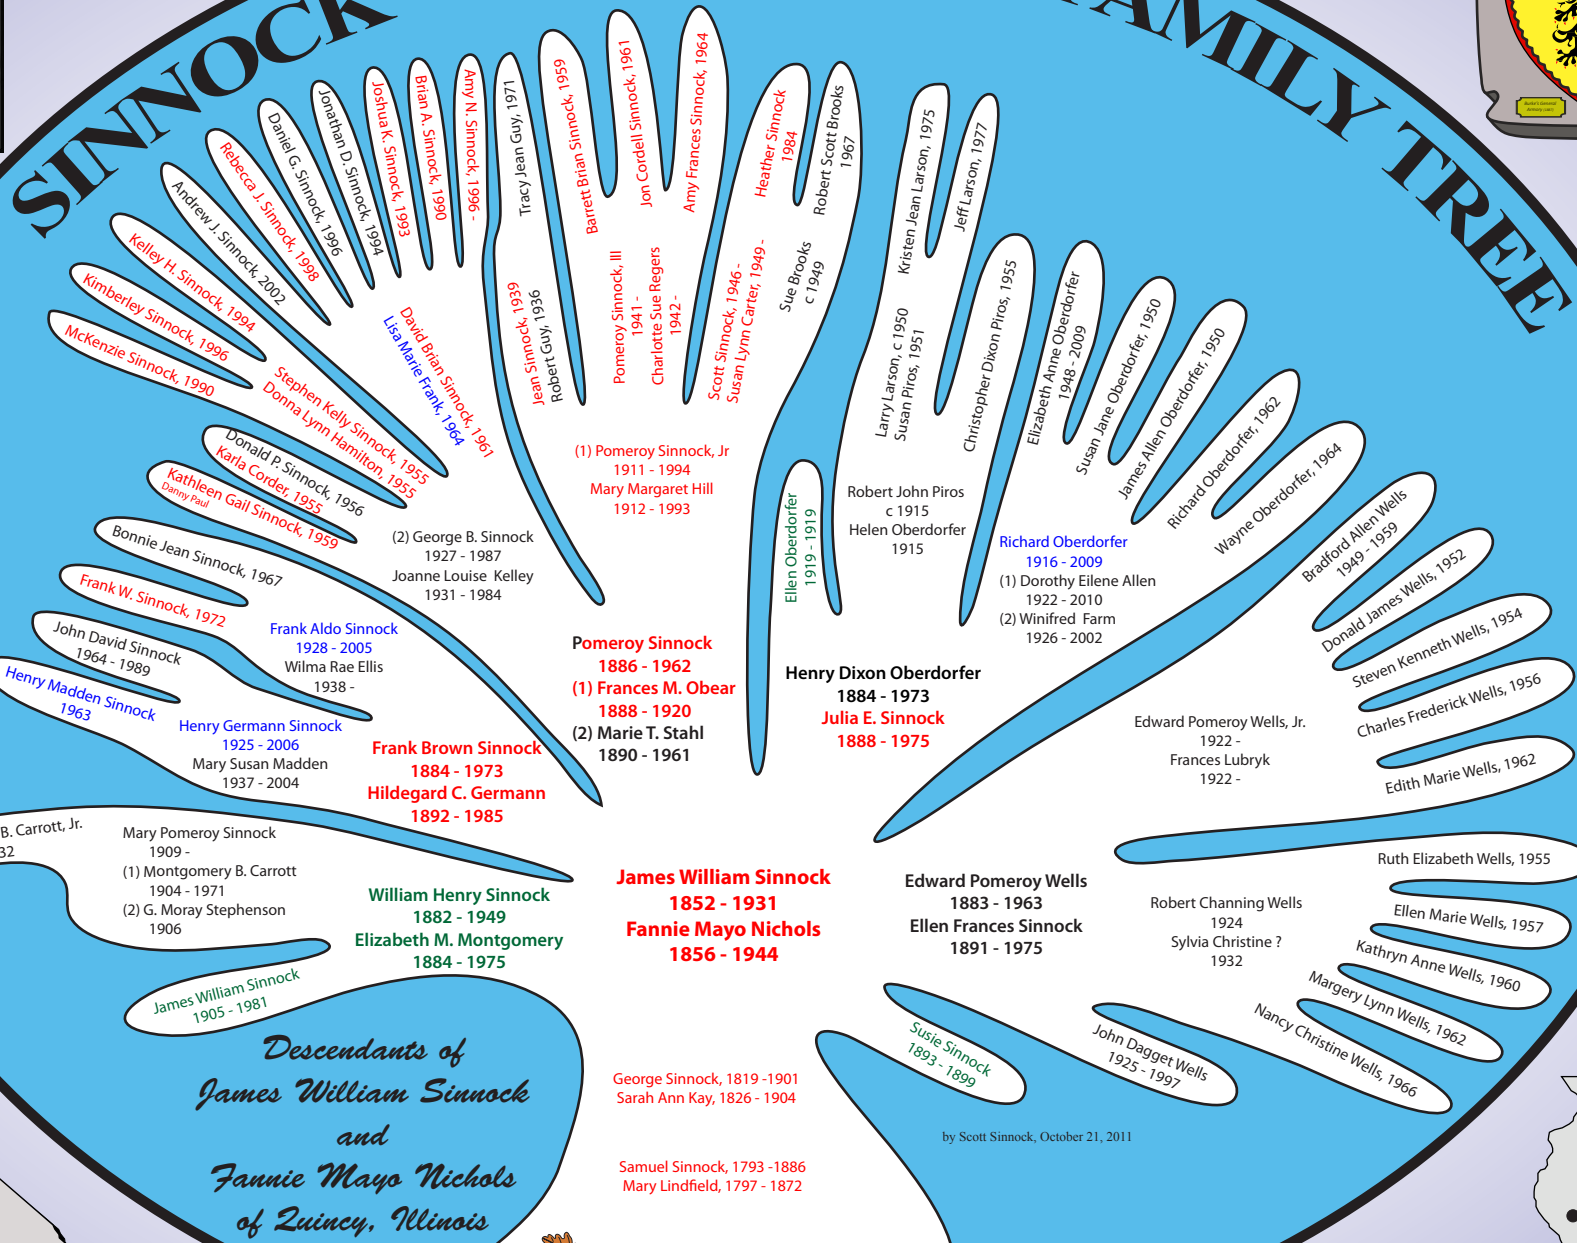 SINNOCK FAMILY TREE
Burke's General
Armory (1884)
McKenzie Sinnock, 1990
Kimberley Sinnock, 1996
Kelley H. Sinnock, 1994
Stephen Kelly Sinnock, 1955
Donna Lynn Hamilton, 1955
Andrew J. Sinnock, 2002
Rebecca J. Sinnock, 1998
Daniel G. Sinnock, 1996
Jonathan D. Sinnock, 1994
Joshua K. Sinnock, 1993
Brian A. Sinnock, 1990
Amy N. Sinnock, 1996 -
David Brian Sinnock, 1961
Lisa Marie Frank, 1964
Donald P. Sinnock, 1956
Karla Corder, 1955
Kathleen Gail Sinnock, 1959
Danny Paul
(2) George B. Sinnock
1927 - 1987
Joanne Louise Kelley
1931 - 1984
Tracy Jean Guy, 1971
Jean Sinnock, 1939
Robert Guy, 1936
Barrett Brian Sinnock, 1959
Jon Cordell Sinnock, 1961
Amy Frances Sinnock, 1964
Pomeroy Sinnock, III
1941 -
Charlotte Sue Regers
1942 -
Heather Sinnock
1984
Scott Sinnock, 1946 -
Susan Lynn Carter, 1949 -
Robert Scott Brooks
1967
Sue Brooks
c 1949
(1) Pomeroy Sinnock, Jr
1911 - 1994
Mary Margaret Hill
1912 - 1993
Pomeroy Sinnock
1886 - 1962
(1) Frances M. Obear
1888 - 1920
(2) Marie T. Stahl
1890 - 1961
Kristen Jean Larson, 1975
Jeff Larson, 1977
Larry Larson, c 1950
Susan Piros, 1951
Christopher Dixon Piros, 1955
Ellen Oberdorfer
1919 - 1919
Robert John Piros
c 1915
Helen Oberdorfer
1915
Elizabeth Anne Oberdorfer
1948 - 2009
Susan Jane Oberdorfer, 1950
James Allen Oberdorfer, 1950
Richard Oberdorfer, 1962
Wayne Oberdorfer, 1964
Richard Oberdorfer
1916 - 2009
(1) Dorothy Eilene Allen
1922 - 2010
(2) Winifred Farm
1926 - 2002
Henry Dixon Oberdorfer
1884 - 1973
Julia E. Sinnock
1888 - 1975
Bonnie Jean Sinnock, 1967
Frank W. Sinnock, 1972
Frank Aldo Sinnock
1928 - 2005
Wilma Rae Ellis
1938 -
John David Sinnock
1964 - 1989
Henry Madden Sinnock
1963
Henry Germann Sinnock
1925 - 2006
Mary Susan Madden
1937 - 2004
Frank Brown Sinnock
1884 - 1973
Hildegard C. Germann
1892 - 1985
Bradford Allen Wells
1949 - 1959
Donald James Wells, 1952
Steven Kenneth Wells, 1954
Charles Frederick Wells, 1956
Edith Marie Wells, 1962
Edward Pomeroy Wells, Jr.
1922 -
Frances Lubryk
1922 -
B. Carrott, Jr.
32
Mary Pomeroy Sinnock
1909 -
(1) Montgomery B. Carrott
1904 - 1971
(2) G. Moray Stephenson
1906
William Henry Sinnock
1882 - 1949
Elizabeth M. Montgomery
1884 - 1975
James William Sinnock
1905 - 1981
James William Sinnock
1852 - 1931
Fannie Mayo Nichols
1856 - 1944
Edward Pomeroy Wells
1883 - 1963
Ellen Frances Sinnock
1891 - 1975
Robert Channing Wells
1924
Sylvia Christine ?
1932
Ruth Elizabeth Wells, 1955
Ellen Marie Wells, 1957
Kathryn Anne Wells, 1960
Margery Lynn Wells, 1962
Nancy Christine Wells, 1966
John Dagget Wells
1925 - 1997
Susie Sinnock
1893 - 1899
Descendants of
James William Sinnock
and
Fannie Mayo Nichols
of Quincy, Illinois
George Sinnock, 1819 -1901
Sarah Ann Kay, 1826 - 1904
Samuel Sinnock, 1793 -1886
Mary Lindfield, 1797 - 1872
by Scott Sinnock, October 21, 2011